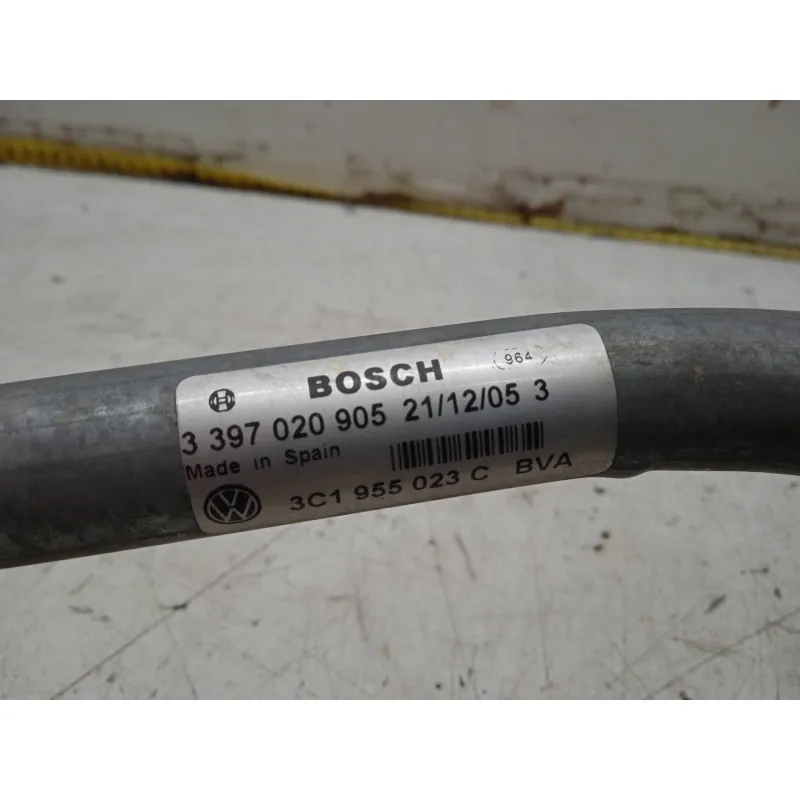 BOSCH 964
3 397 020 905 21/12/05 3
Made in Spain
3C1 955 023 C BVA